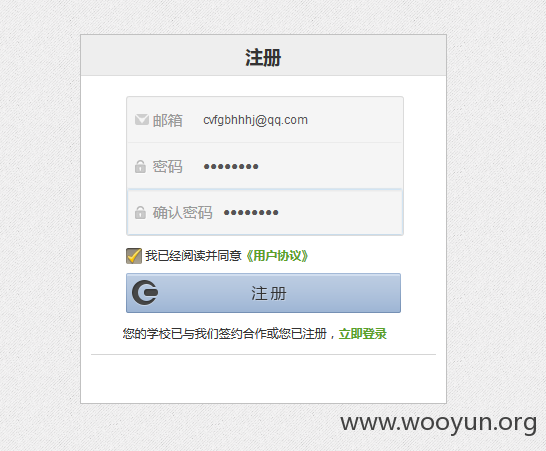 注册
邮箱 cvfgbhhhj@qq.com
密码 ●●●●●●●●
确认密码 ●●●●●●●●
我已经阅读并同意《用户协议》
注册
您的学校已与我们签约合作或您已注册，立即登录
www.wooyun.org